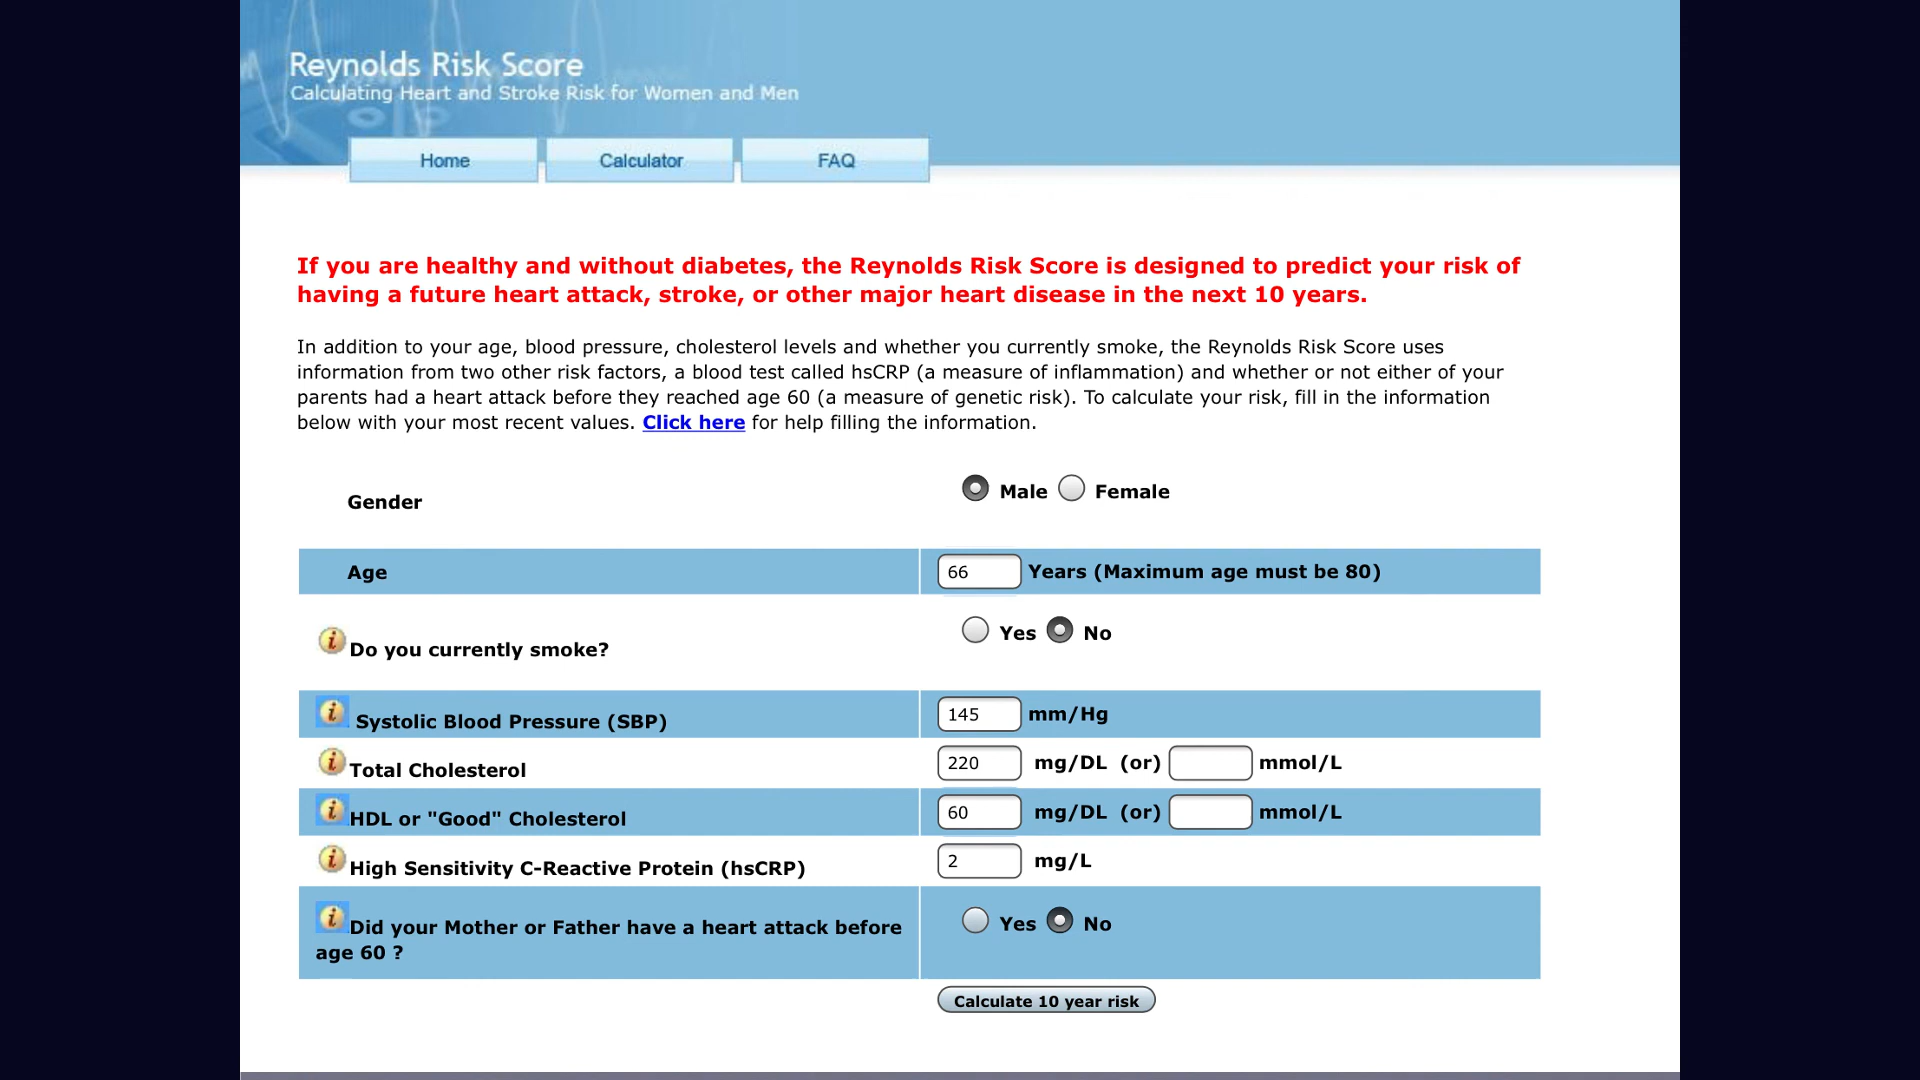 Reynolds Risk Score
Calculating Heart and Stroke Risk for Women and Men
Home Calculator FAQ
If you are healthy and without diabetes, the Reynolds Risk Score is designed to predict your risk of
having a future heart attack, stroke, or other major heart disease in the next 10 years.
In addition to your age, blood pressure, cholesterol levels and whether you currently smoke, the Reynolds Risk Score uses
information from two other risk factors, a blood test called hsCRP (a measure of inflammation) and whether or not either of your
parents had a heart attack before they reached age 60 (a measure of genetic risk). To calculate your risk, fill in the information
below with your most recent values. Click here for help filling the information.
Gender Male Female
Age 66 Years (Maximum age must be 80)
i Do you currently smoke? Yes No
i Systolic Blood Pressure (SBP) 145 mm/Hg
i Total Cholesterol 220 mg/DL (or) mmol/L
i HDL or "Good" Cholesterol 60 mg/DL (or) mmol/L
i High Sensitivity C-Reactive Protein (hsCRP) 2 mg/L
i Did your Mother or Father have a heart attack before
age 60 ? Yes No
Calculate 10 year risk